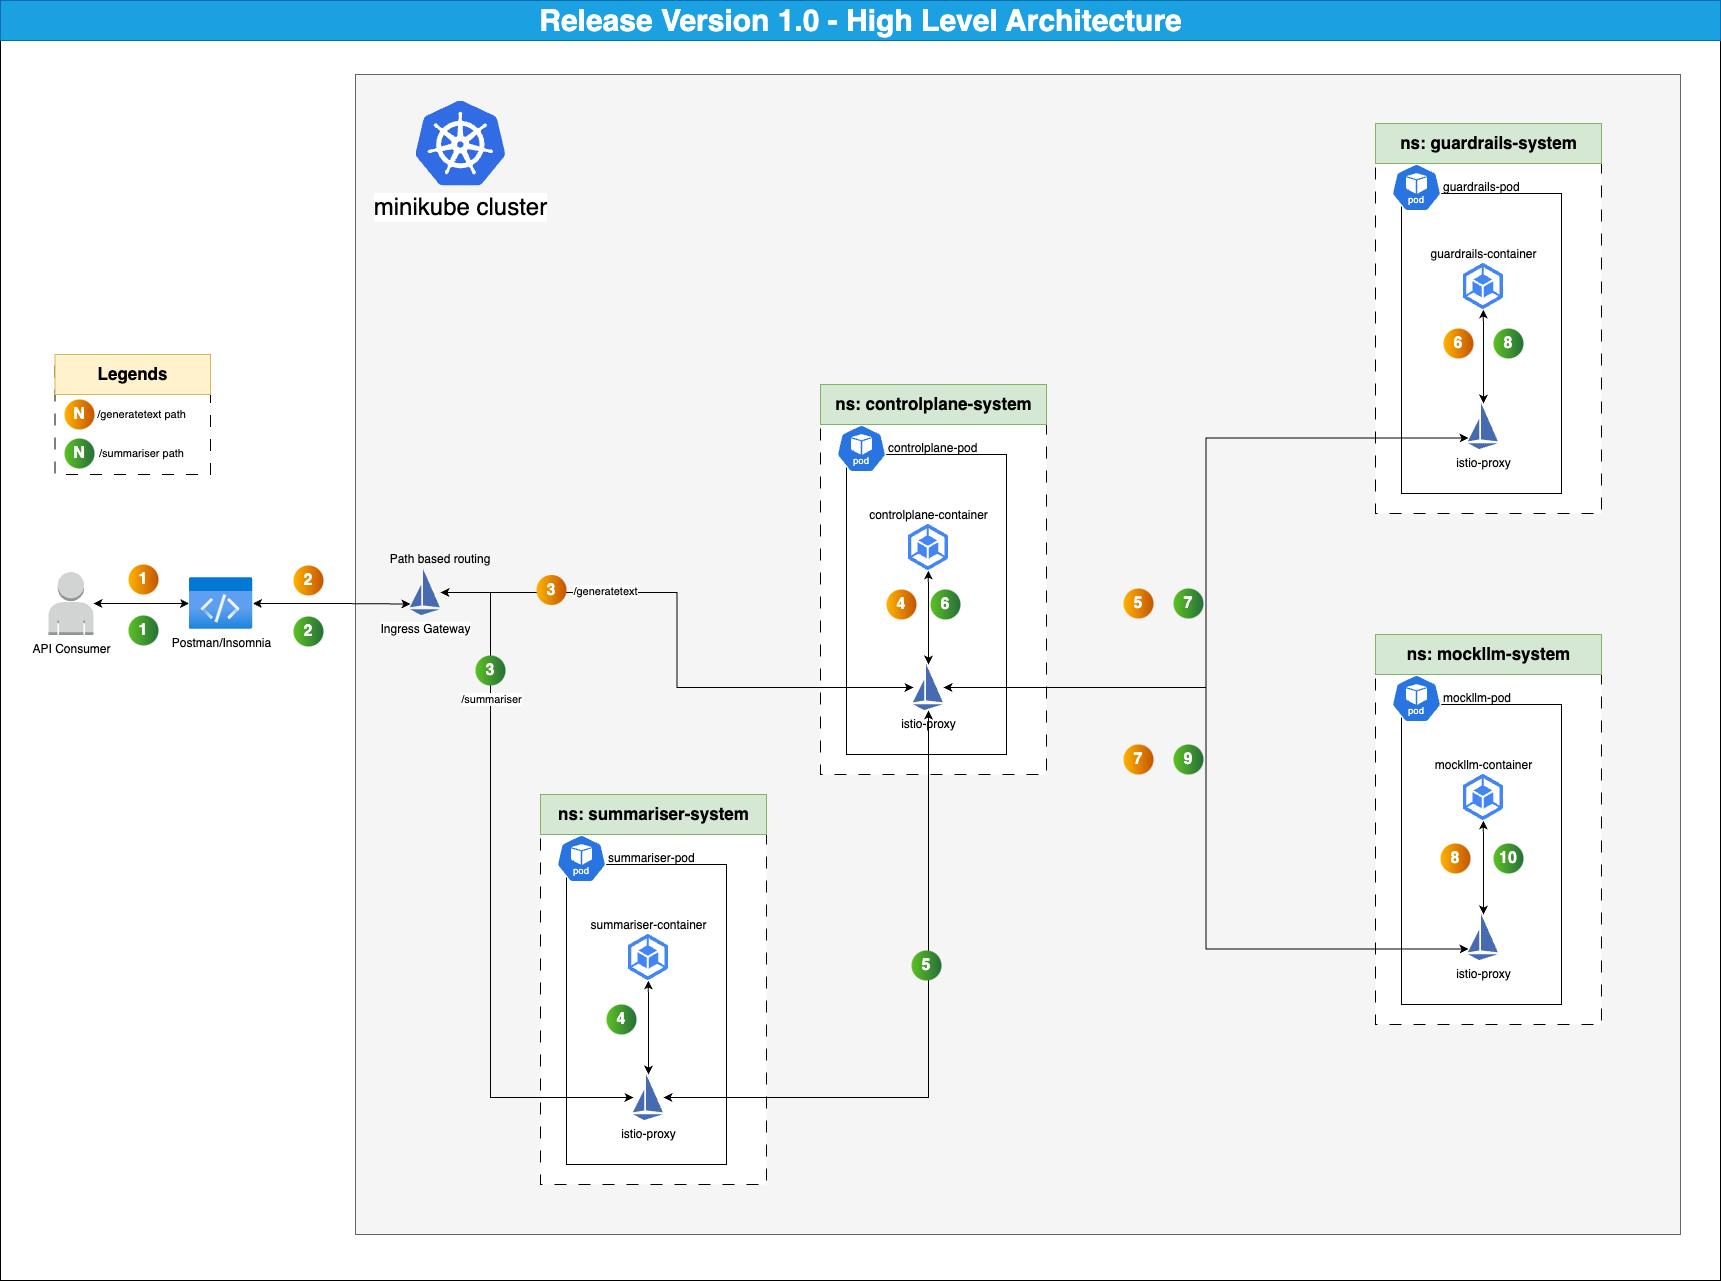 Release Version 1.0 - High Level Architecture
minikube cluster
ns: guardrails-system
pod
guardrails-pod
guardrails-container
6
8
istio-proxy
Legends
N
/generatetext path
N
/summariser path
ns: controlplane-system
pod
controlplane-pod
controlplane-container
4
6
istio-proxy
1
1
API Consumer
Postman/Insomnia
2
2
Path based routing
Ingress Gateway
3
/generatetext
3
/summariser
5
7
7
9
ns: mockllm-system
pod
mockllm-pod
mockllm-container
8
10
istio-proxy
ns: summariser-system
pod
summariser-pod
summariser-container
4
istio-proxy
5